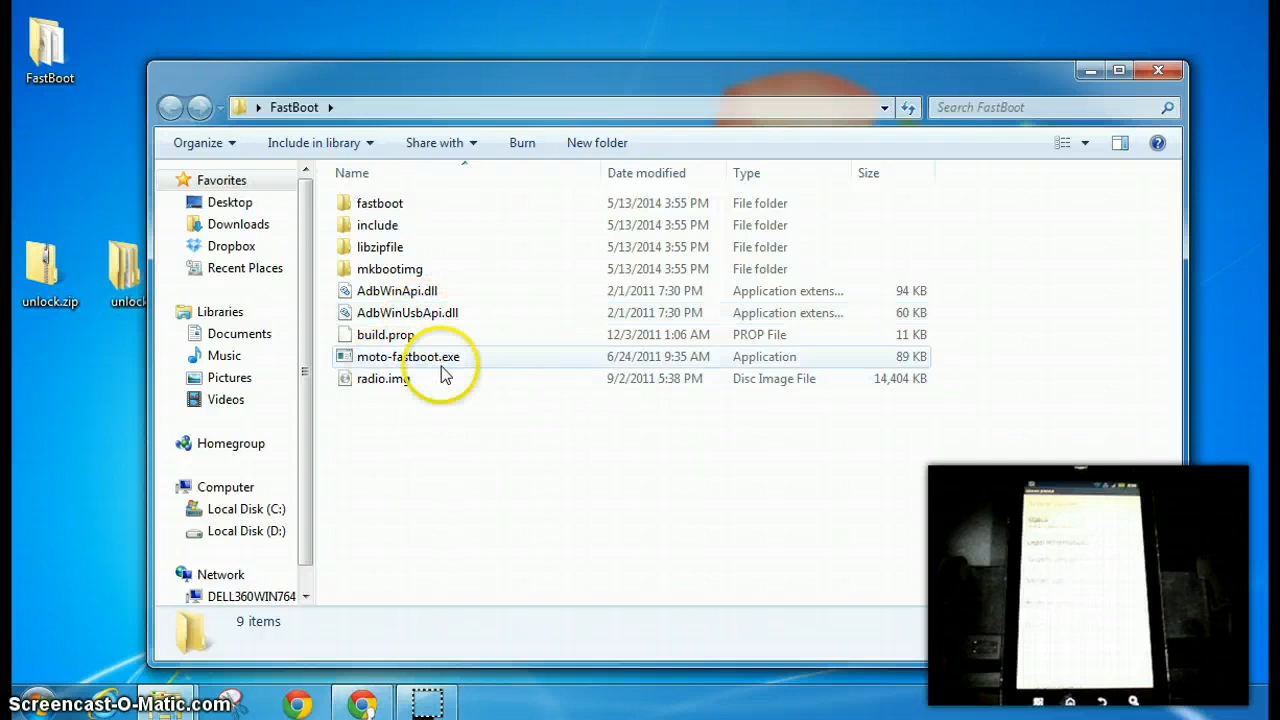 FastBoot
FastBoot
Search FastBoot
Organize Include in library Share with Burn New folder
Name Date modified Type Size
Favorites
Desktop
Downloads
Dropbox
Recent Places
Libraries
Documents
Music
Pictures
Videos
Homegroup
Computer
Local Disk (C:)
Local Disk (D:)
Network
DELL360WIN764
fastboot 5/13/2014 3:55 PM File folder
include 5/13/2014 3:55 PM File folder
libzipfile 5/13/2014 3:55 PM File folder
mkbootimg 5/13/2014 3:55 PM File folder
AdbWinApi.dll 2/1/2011 7:30 PM Application extens... 94 KB
AdbWinUsbApi.dll 2/1/2011 7:30 PM Application extens... 60 KB
build.prop 12/3/2011 1:06 AM PROP File 11 KB
moto-fastboot.exe 6/24/2011 9:35 AM Application 89 KB
radio.img 9/2/2011 5:38 PM Disc Image File 14,404 KB
unlock.zip
unlock
9 items
Status
Screencast-O-Matic.com